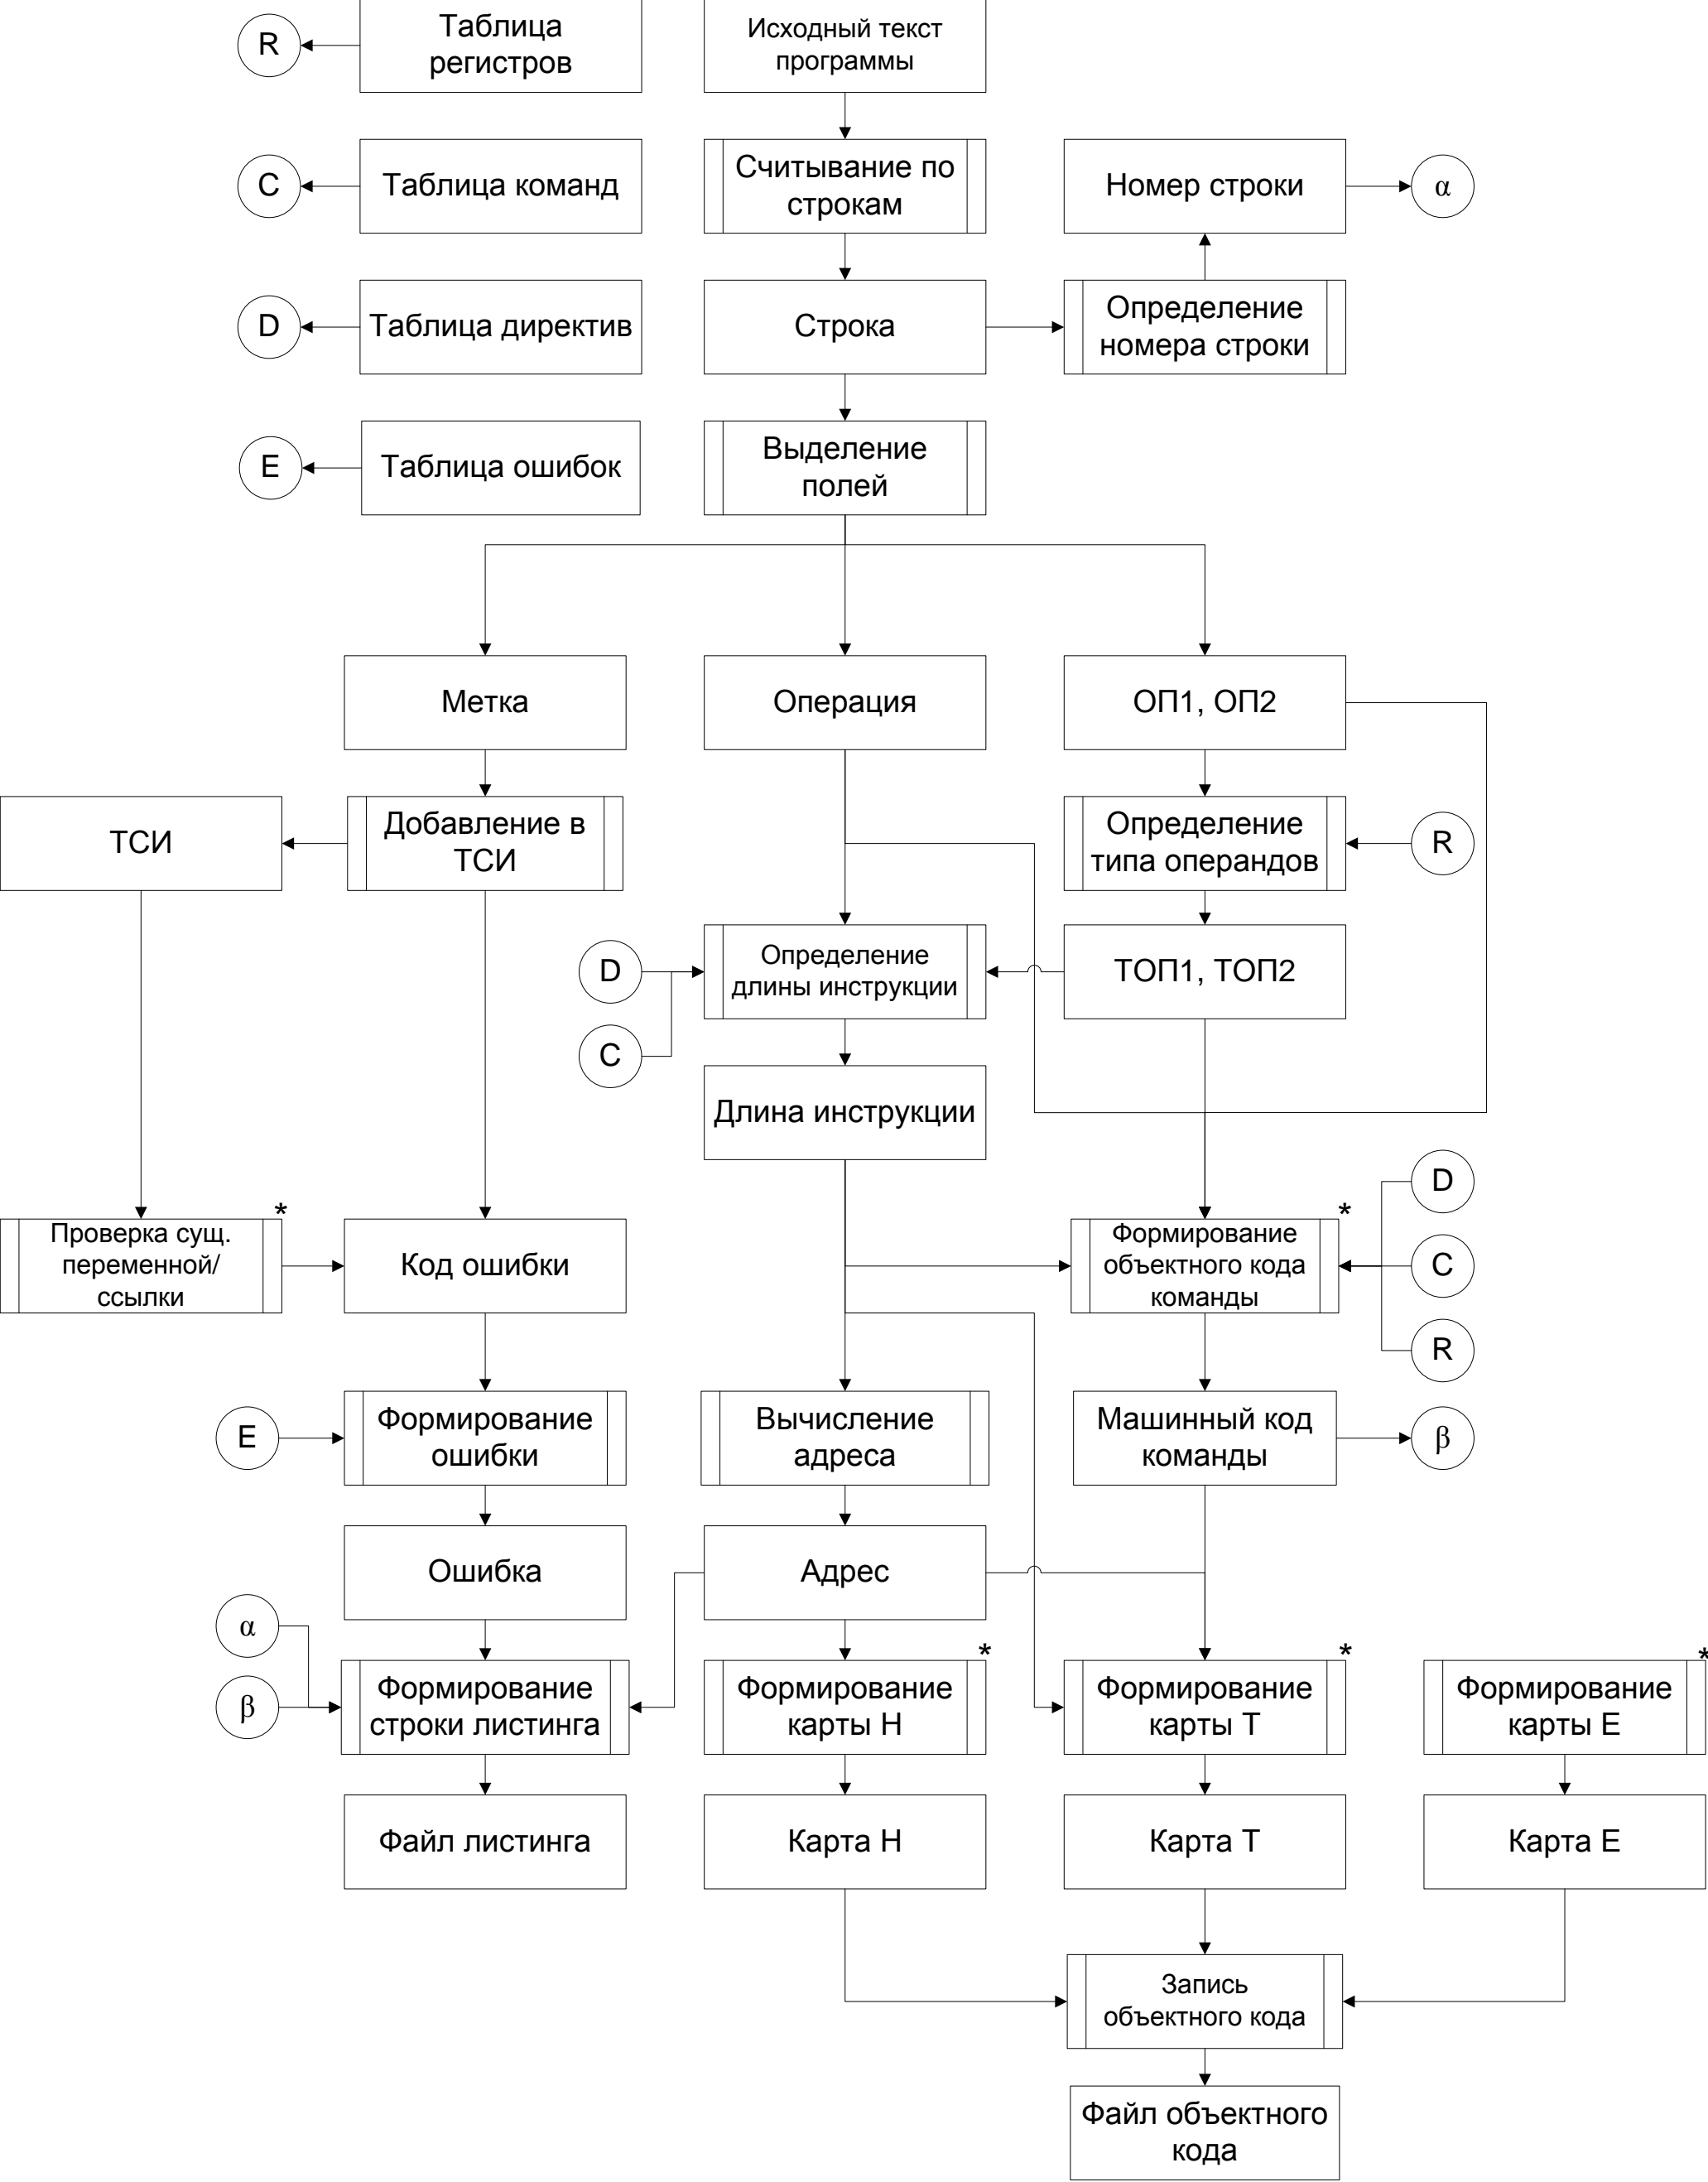 R
Таблица
регистров
Исходный текст
программы
C
Таблица команд
Считывание по
строкам
Номер строки
α
D
Таблица директив
Строка
Определение
номера строки
E
Таблица ошибок
Выделение
полей
Метка
Операция
ОП1, ОП2
ТСИ
Добавление в
ТСИ
Определение
типа операндов
R
D
Определение
длины инструкции
ТОП1, ТОП2
C
Длина инструкции
D
*
Проверка сущ.
переменной/
ссылки
Код ошибки
*
Формирование
объектного кода
команды
C
R
E
Формирование
ошибки
Вычисление
адреса
Машинный код
команды
β
Ошибка
Адрес
α
β
Формирование
строки листинга
*
Формирование
карты H
*
Формирование
карты T
*
Формирование
карты E
Файл листинга
Карта H
Карта T
Карта E
Запись
объектного кода
Файл объектного
кода